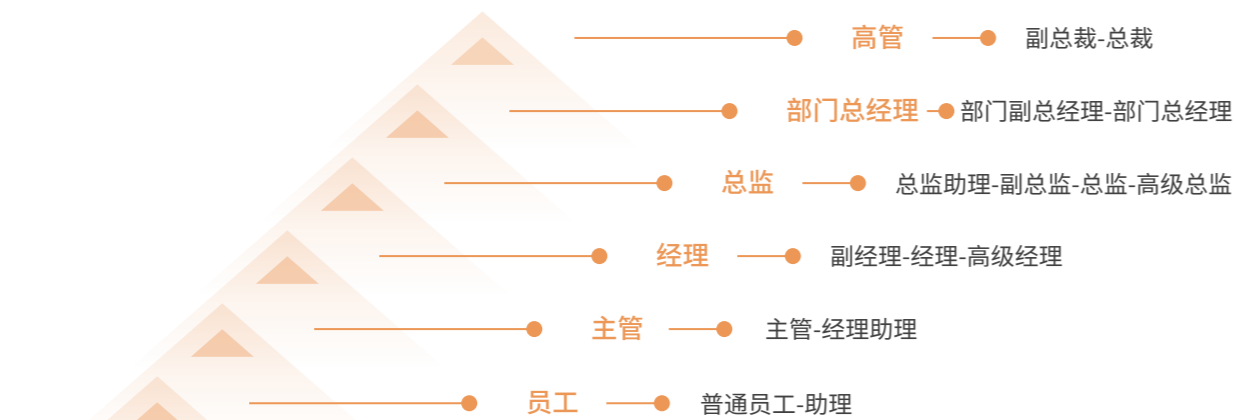 高管 副总裁-总裁
部门总经理 部门副总经理-部门总经理
总监 总监助理-副总监-总监-高级总监
经理 副经理-经理-高级经理
主管 主管-经理助理
员工 普通员工-助理